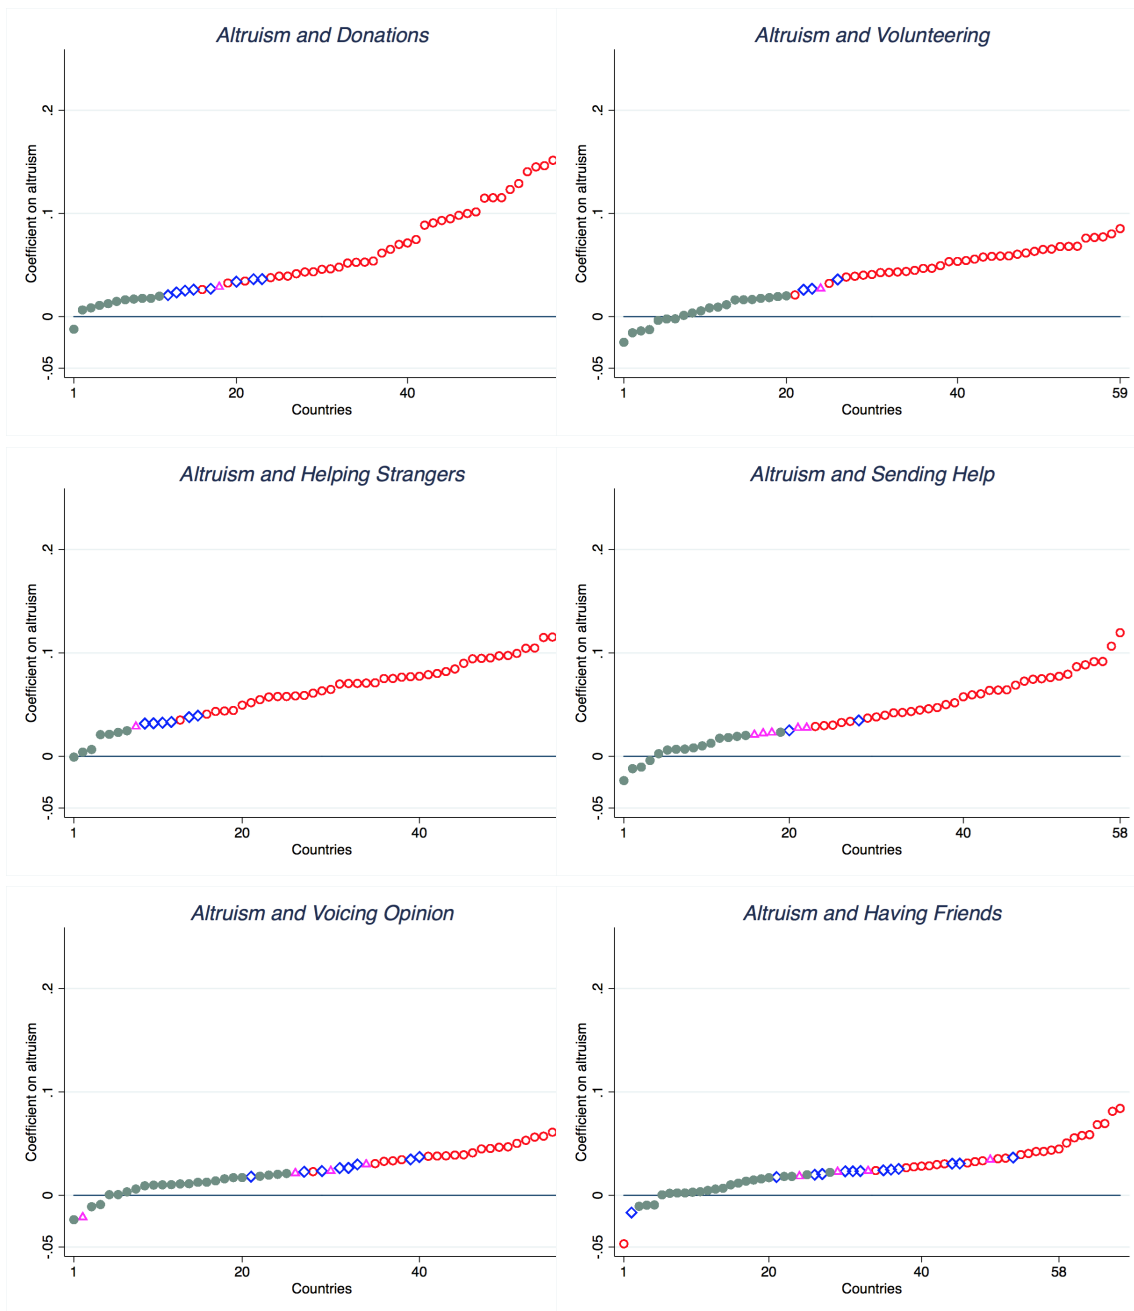 Altruism and Donations
Coefficient on altruism
.2
.1
0
-.05
1
20
40
Countries
Altruism and Volunteering
Coefficient on altruism
.2
.1
0
-.05
1
20
40
59
Countries
Altruism and Helping Strangers
Coefficient on altruism
.2
.1
0
-.05
1
20
40
Countries
Altruism and Sending Help
Coefficient on altruism
.2
.1
0
-.05
1
20
40
58
Countries
Altruism and Voicing Opinion
Coefficient on altruism
.2
.1
0
-.05
1
20
40
Countries
Altruism and Having Friends
Coefficient on altruism
.2
.1
0
-.05
1
20
40
58
Countries